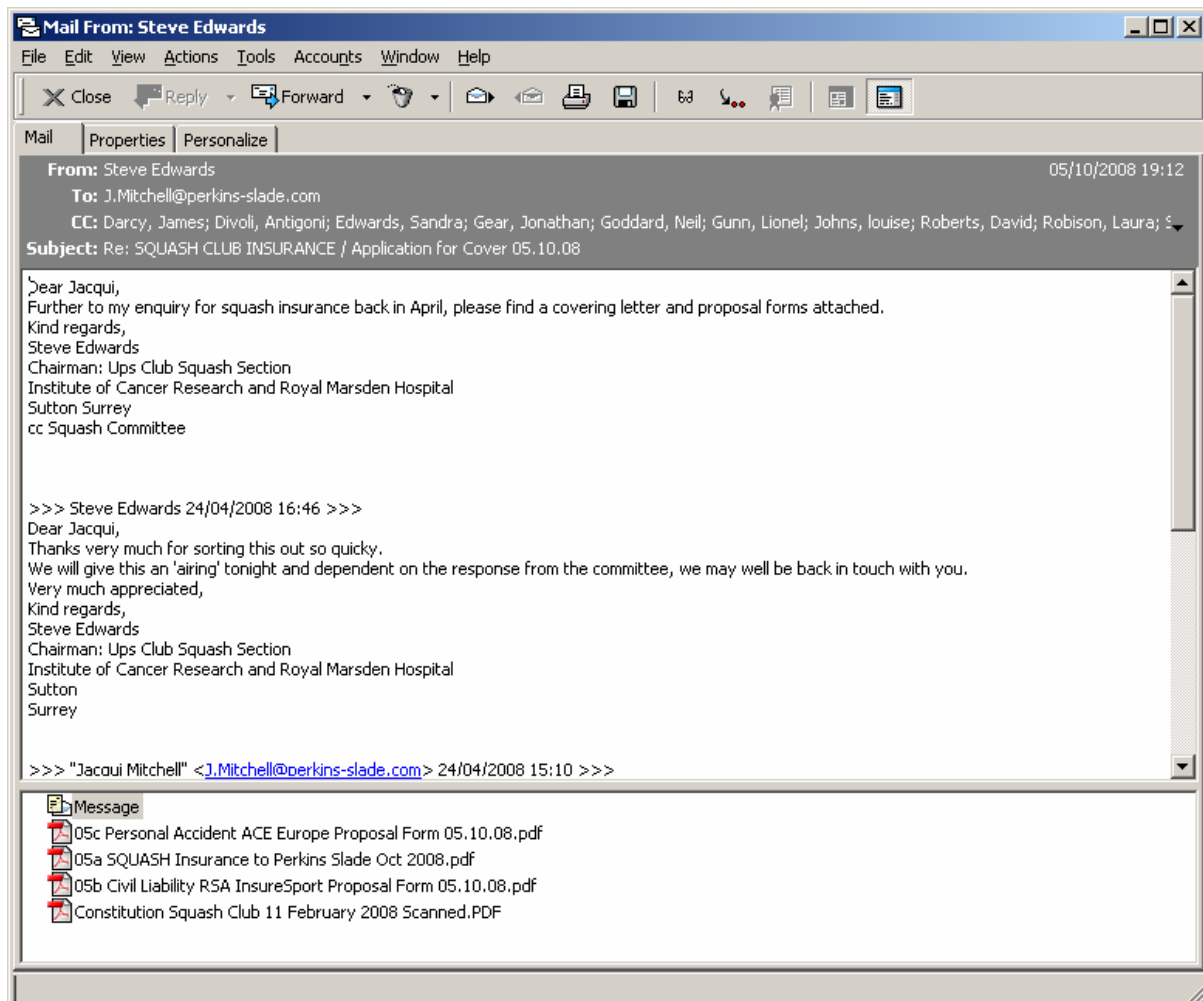 Mail From: Steve Edwards
File Edit View Actions Tools Accounts Window Help
Close Reply Forward
Mail Properties Personalize
From: Steve Edwards 05/10/2008 19:12
To: J.Mitchell@perkins-slade.com
CC: Darcy, James; Divoli, Antigoni; Edwards, Sandra; Gear, Jonathan; Goddard, Neil; Gunn, Lionel; Johns, louise; Roberts, David; Robison, Laura;
Subject: Re: SQUASH CLUB INSURANCE / Application for Cover 05.10.08
Dear Jacqui,
Further to my enquiry for squash insurance back in April, please find a covering letter and proposal forms attached.
Kind regards,
Steve Edwards
Chairman: Ups Club Squash Section
Institute of Cancer Research and Royal Marsden Hospital
Sutton Surrey
cc Squash Committee
>>> Steve Edwards 24/04/2008 16:46 >>>
Dear Jacqui,
Thanks very much for sorting this out so quicky.
We will give this an 'airing' tonight and dependent on the response from the committee, we may well be back in touch with you.
Very much appreciated,
Kind regards,
Steve Edwards
Chairman: Ups Club Squash Section
Institute of Cancer Research and Royal Marsden Hospital
Sutton
Surrey
>>> "Jacqui Mitchell" <J.Mitchell@perkins-slade.com> 24/04/2008 15:10 >>>
Message
05c Personal Accident ACE Europe Proposal Form 05.10.08.pdf
05a SQUASH Insurance to Perkins Slade Oct 2008.pdf
05b Civil Liability RSA InsureSport Proposal Form 05.10.08.pdf
Constitution Squash Club 11 February 2008 Scanned.PDF